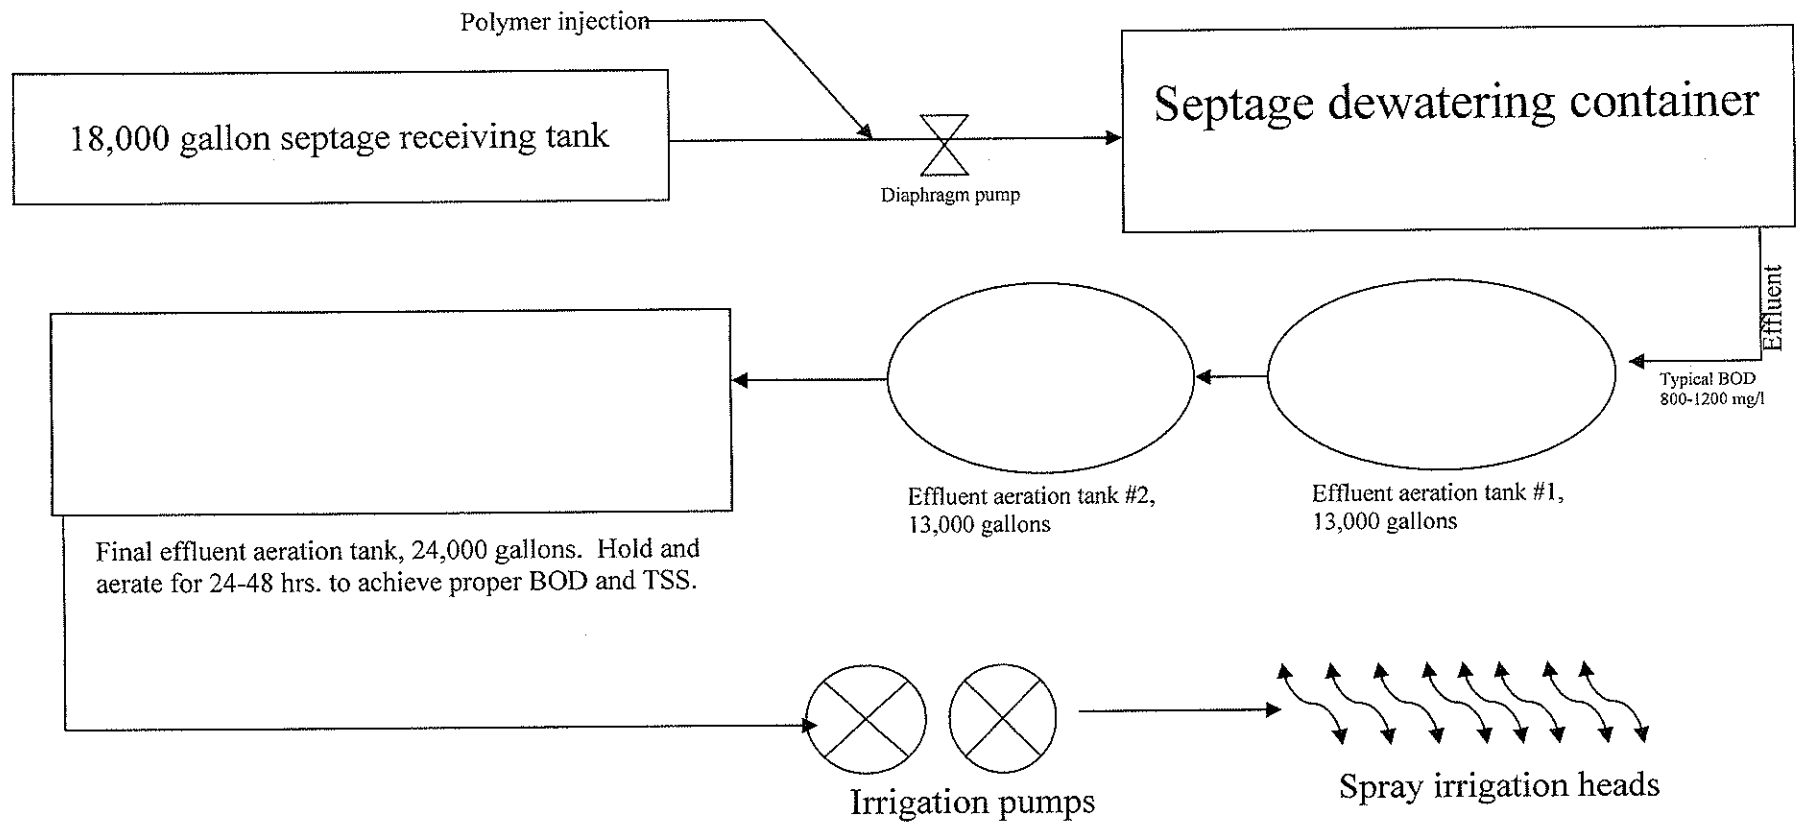 Polymer injection
18,000 gallon septage receiving tank
Septage dewatering container
Diaphragm pump
Effluent
Typical BOD
800-1200 mg/l
Effluent aeration tank #2,
13,000 gallons
Effluent aeration tank #1,
13,000 gallons
Final effluent aeration tank, 24,000 gallons.  Hold and
aerate for 24-48 hrs. to achieve proper BOD and TSS.
Irrigation pumps
Spray irrigation heads